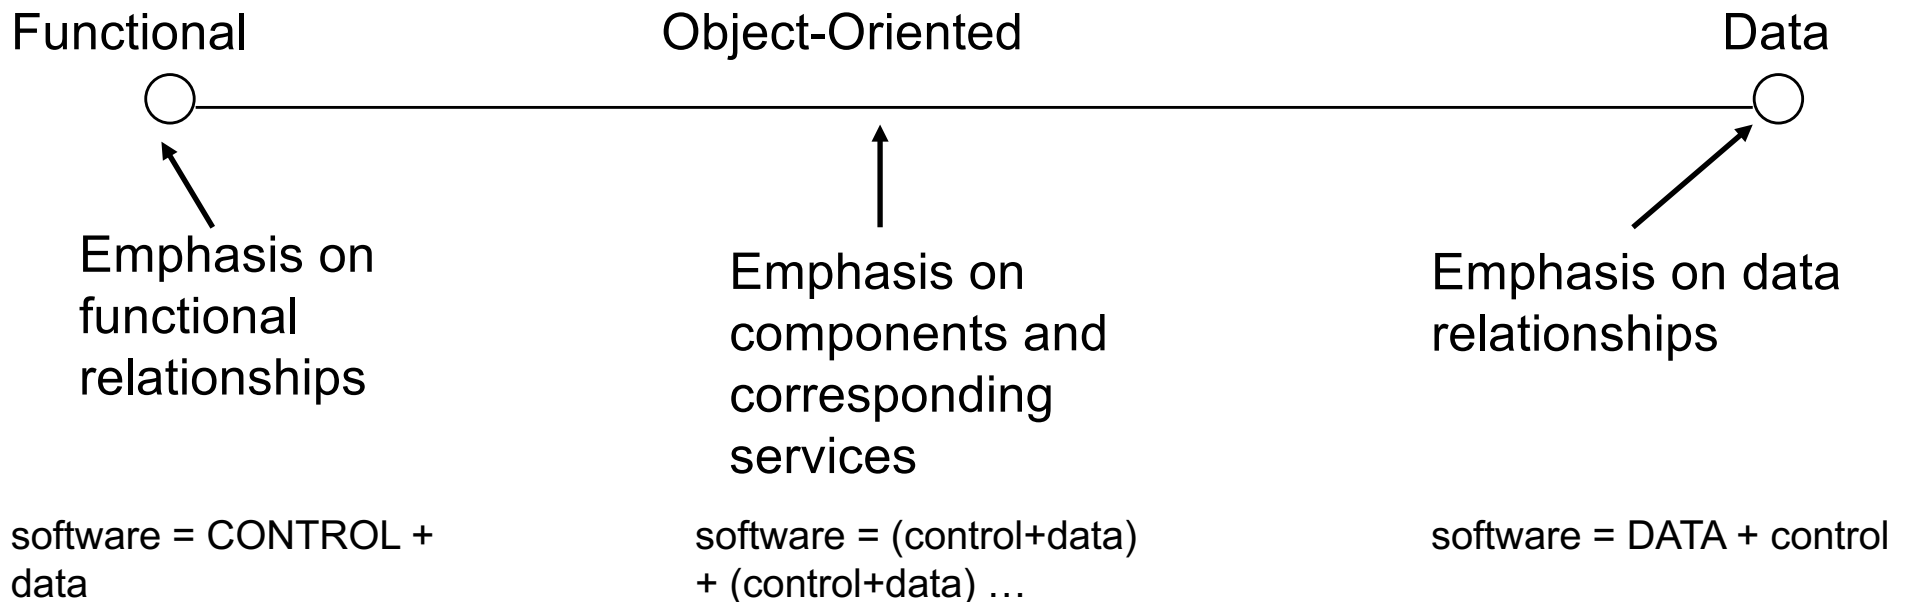 Functional
Object-Oriented
Data
Emphasis on
functional
relationships
Emphasis on
components and
corresponding
services
Emphasis on data
relationships
software = CONTROL +
data
software = (control+data)
+ (control+data) …
software = DATA + control